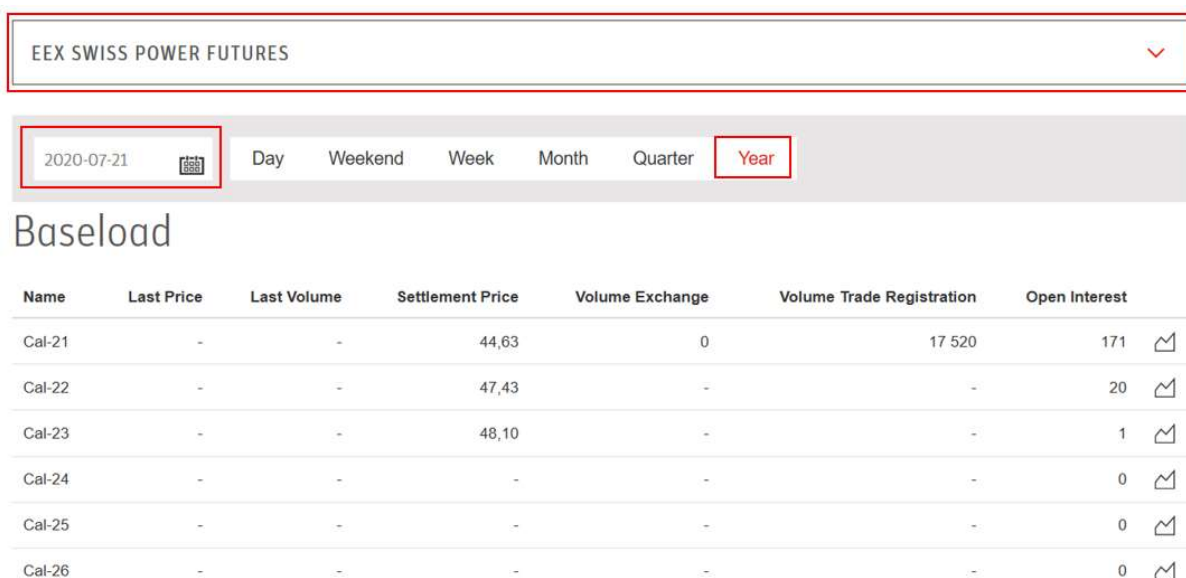 EEX SWISS POWER FUTURES
2020-07-21 Day Weekend Week Month Quarter Year
Baseload
Name Last Price Last Volume Settlement Price Volume Exchange Volume Trade Registration Open Interest
Cal-21 - - 44,63 0 17 520 171
Cal-22 - - 47,43 - - 20
Cal-23 - - 48,10 - - 1
Cal-24 - - - - - 0
Cal-25 - - - - - 0
Cal-26 - - - - - 0